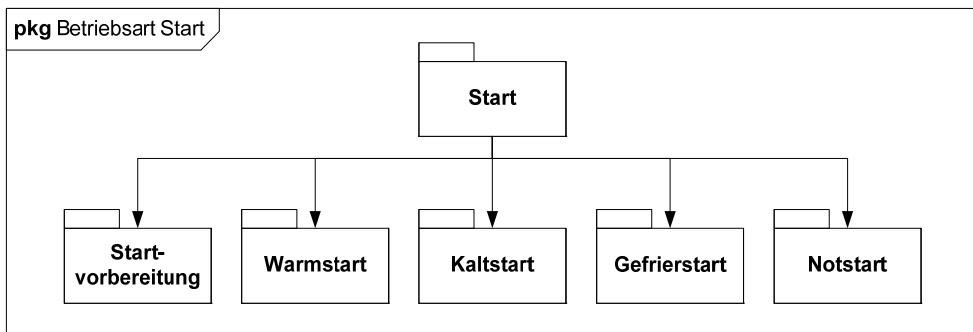 pkg Betriebsart Start
Start
Start-
vorbereitung
Warmstart
Kaltstart
Gefrierstart
Notstart